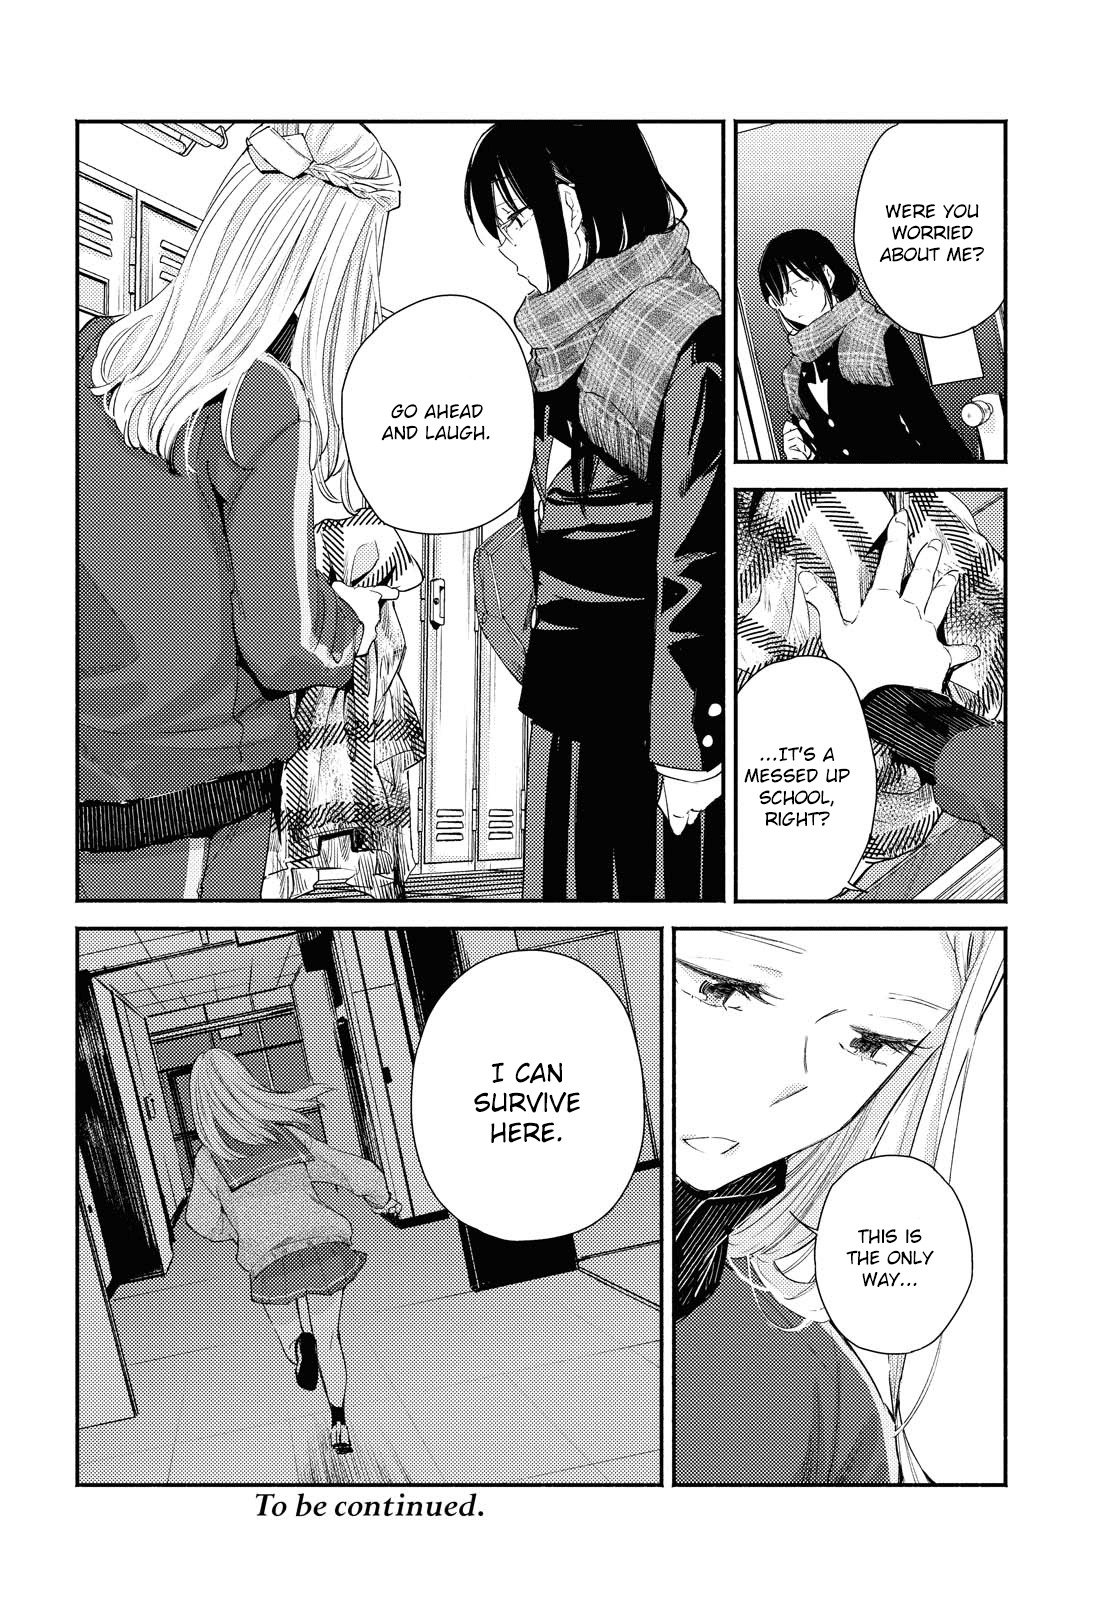 WERE YOU
WORRIED
ABOUT ME?
GO AHEAD
AND LAUGH.
...IT'S A
MESSED UP
SCHOOL,
RIGHT?
THIS IS
THE ONLY
WAY...
I CAN
SURVIVE
HERE.
To be continued.